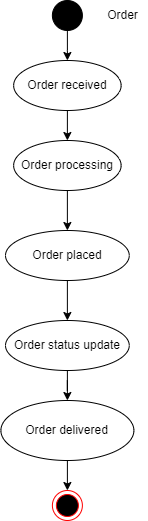 Order
Order received
Order processing
Order placed
Order status update
Order delivered